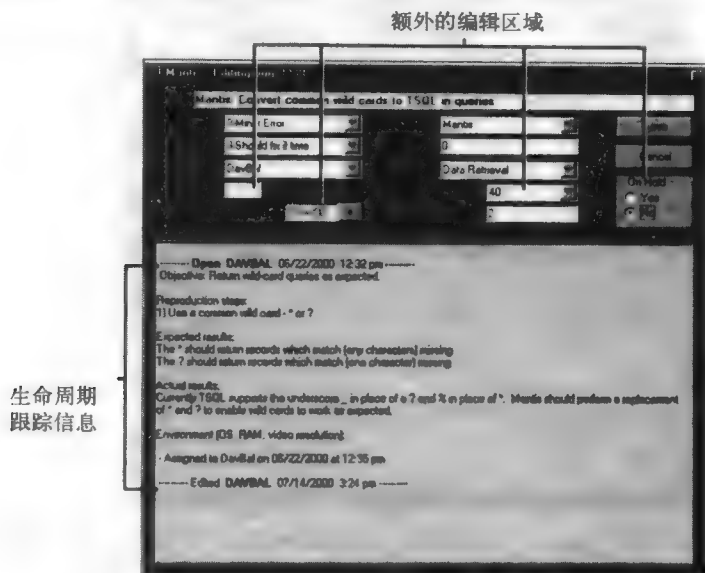 额外的编辑区域
Mantis: Convert common wild cards to TSQL in queries
Minor Error
Mantis
Should fix if time
0
Cancel
DavBal
Data Retrieval
On Hold
40
Yes
No
------- Open DAVBAL 06/22/2000 12:32 pm -------
Objective: Return wild-card queries as expected.
Reproduction steps:
1) Use a common wild card - * or ?
Expected results:
The * should return records which match (any characters) missing
The ? should return records which match (one character) missing
Actual results:
Currently TSQL supports the underscore _ in place of a ? and % in place of *. Mantis should perform a replacement
of * and ? to enable wild cards to work as expected.
生命周期
跟踪信息
Environment (OS, RAM, video resolution):
- Assigned to DavBal on 06/22/2000 at 12:35 pm
------- Edited DAVBAL 07/14/2000 3:24 pm -------